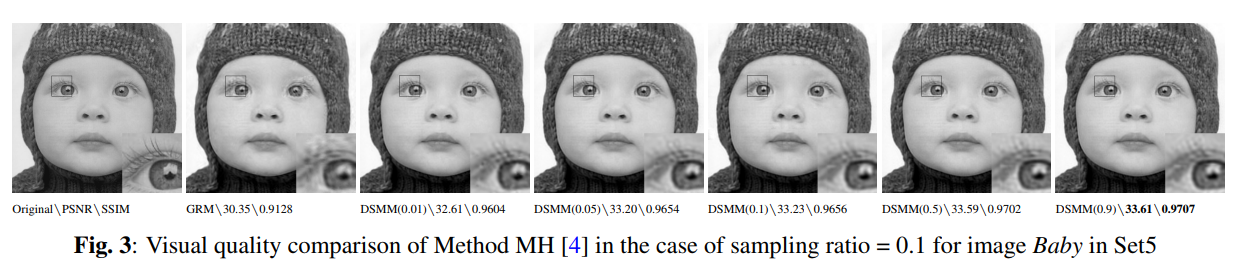 Original\PSNR\SSIM
GRM\30.35\0.9128
DSMM(0.01)\32.61\0.9604
DSMM(0.05)\33.20\0.9654
DSMM(0.1)\33.23\0.9656
DSMM(0.5)\33.59\0.9702
DSMM(0.9)\33.61\0.9707
Fig. 3: Visual quality comparison of Method MH [4] in the case of sampling ratio = 0.1 for image Baby in Set5